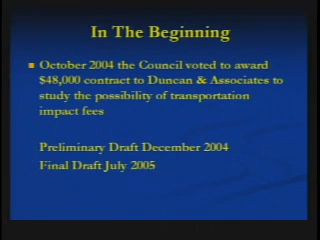 In The Beginning
October 2004 the Council voted to award
$48,000 contract to Duncan & Associates to
study the possibility of transportation
impact fees
Preliminary Draft December 2004
Final Draft July 2005